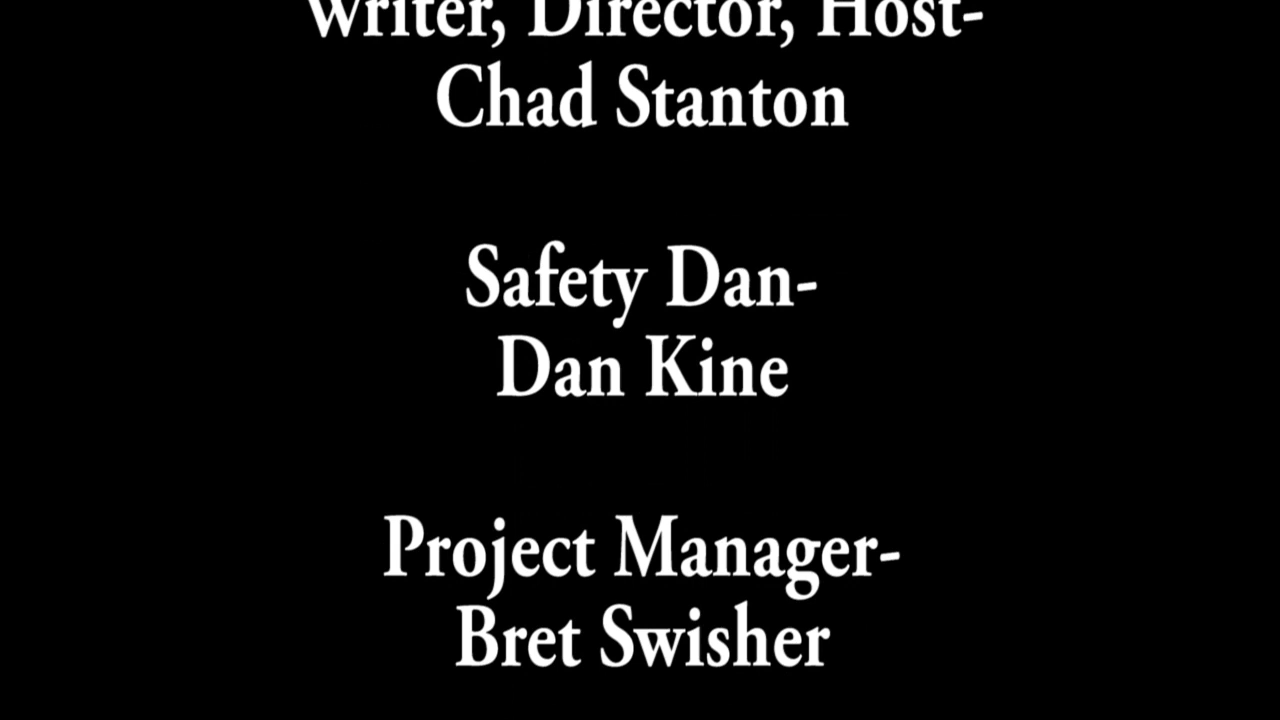 Writer, Director, Host-
Chad Stanton
Safety Dan-
Dan Kine
Project Manager-
Bret Swisher